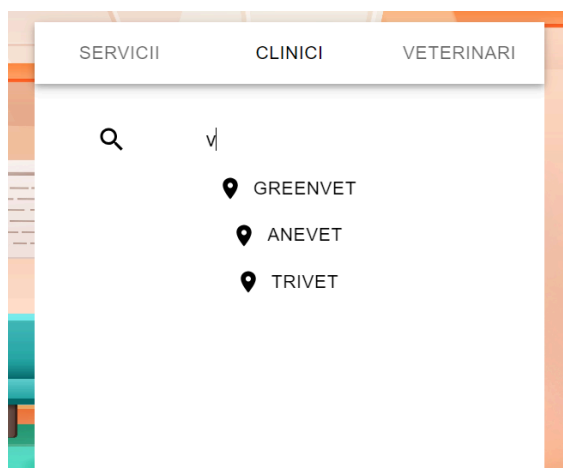 SERVICII CLINICI VETERINARI
v
GREENVET
ANEVET
TRIVET